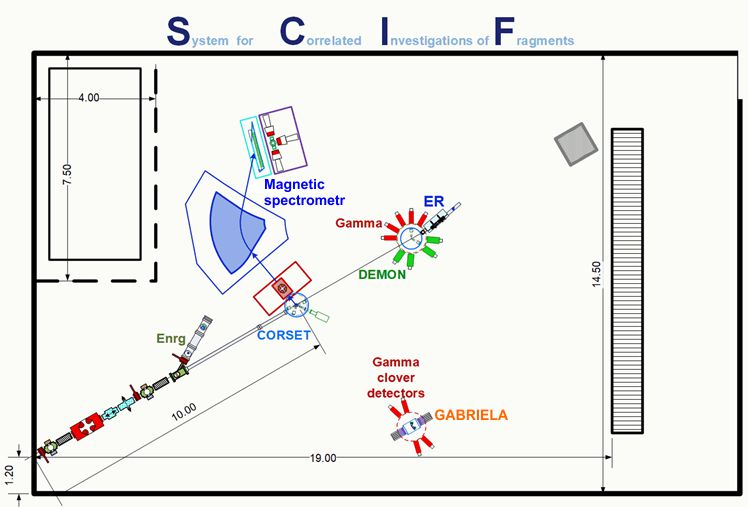 System for Correlated Investigations of Fragments
4.00
7.50
Magnetic
spectrometr
Gamma
ER
DEMON
14.50
CORSET
Enrg
Gamma
clover
detectors
GABRIELA
10.00
19.00
1.20